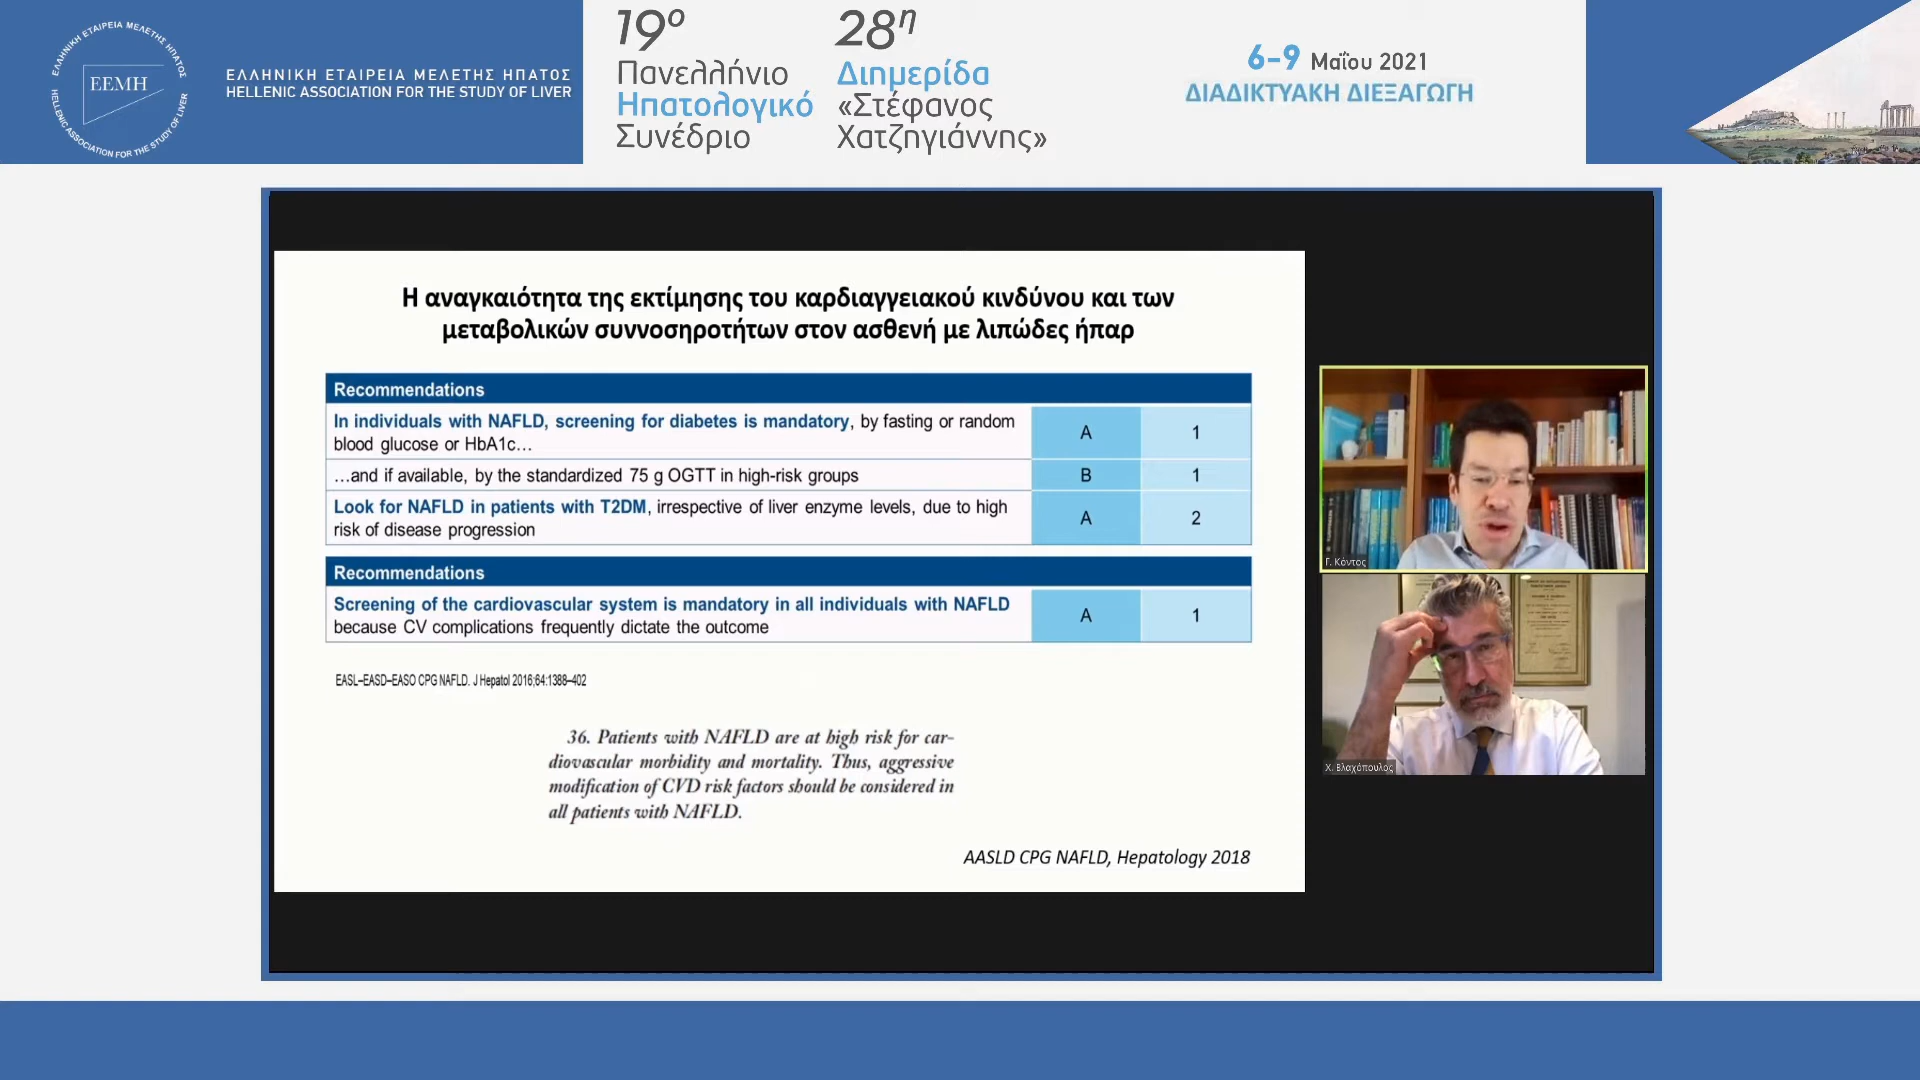 ΕΛΛΗΝΙΚΗ ΕΤΑΙΡΕΙΑ ΜΕΛΕΤΗΣ ΗΠΑΤΟΣ
ΕΕΜΗ
HELLENIC ASSOCIATION FOR THE STUDY OF LIVER
ΕΛΛΗΝΙΚΗ ΕΤΑΙΡΕΙΑ ΜΕΛΕΤΗΣ ΗΠΑΤΟΣ
HELLENIC ASSOCIATION FOR THE STUDY OF LIVER
19ο
Πανελλήνιο
Ηπατολογικό
Συνέδριο
28η
Διημερίδα
«Στέφανος
Χατζηγιάννης»
6-9 Μαΐου 2021
ΔΙΑΔΙΚΤΥΑΚΗ ΔΙΕΞΑΓΩΓΗ
Η αναγκαιότητα της εκτίμησης του καρδιαγγειακού κινδύνου και των
μεταβολικών συννοσηροτήτων στον ασθενή με λιπώδες ήπαρ
Recommendations
In individuals with NAFLD, screening for diabetes is mandatory, by fasting or random
blood glucose or HbA1c...
A 1
...and if available, by the standardized 75 g OGTT in high-risk groups B 1
Look for NAFLD in patients with T2DM, irrespective of liver enzyme levels, due to high
risk of disease progression
A 2
Recommendations
Screening of the cardiovascular system is mandatory in all individuals with NAFLD
because CV complications frequently dictate the outcome
A 1
EASL–EASD–EASO CPG NAFLD. J Hepatol 2016;64:1388–402
36. Patients with NAFLD are at high risk for car-
diovascular morbidity and mortality. Thus, aggressive
modification of CVD risk factors should be considered in
all patients with NAFLD.
AASLD CPG NAFLD, Hepatology 2018
Γ. Κόντος
Χ. Βλαχόπουλος